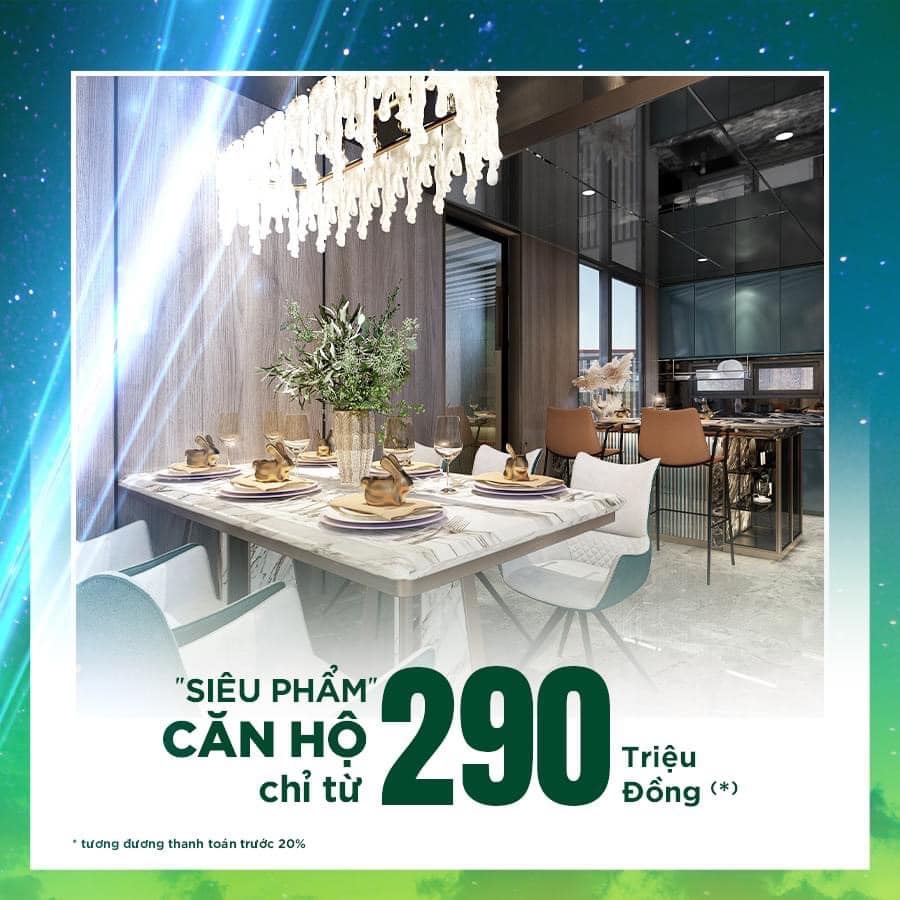 "SIÊU PHẨM"
CĂN HỘ
chỉ từ
290
Triệu
Đồng (*)
* tương đương thanh toán trước 20%